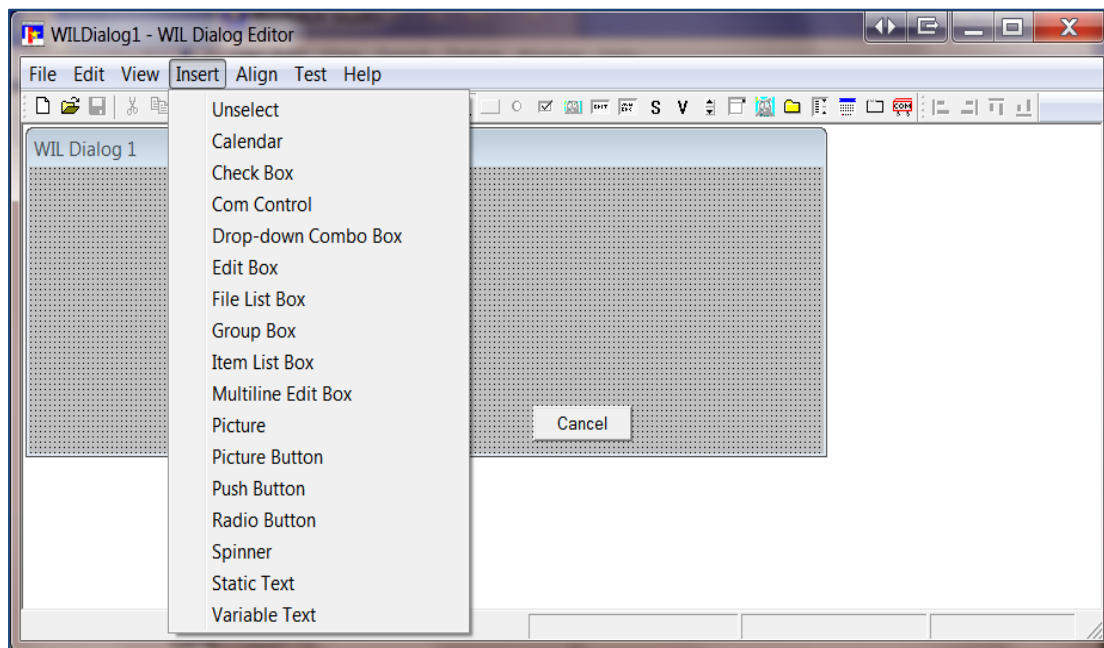 WILDialog1 - WIL Dialog Editor
File Edit View Insert Align Test Help
S V
WIL Dialog 1
Unselect
Calendar
Check Box
Com Control
Drop-down Combo Box
Edit Box
File List Box
Group Box
Item List Box
Multiline Edit Box
Picture
Picture Button
Push Button
Radio Button
Spinner
Static Text
Variable Text
Cancel